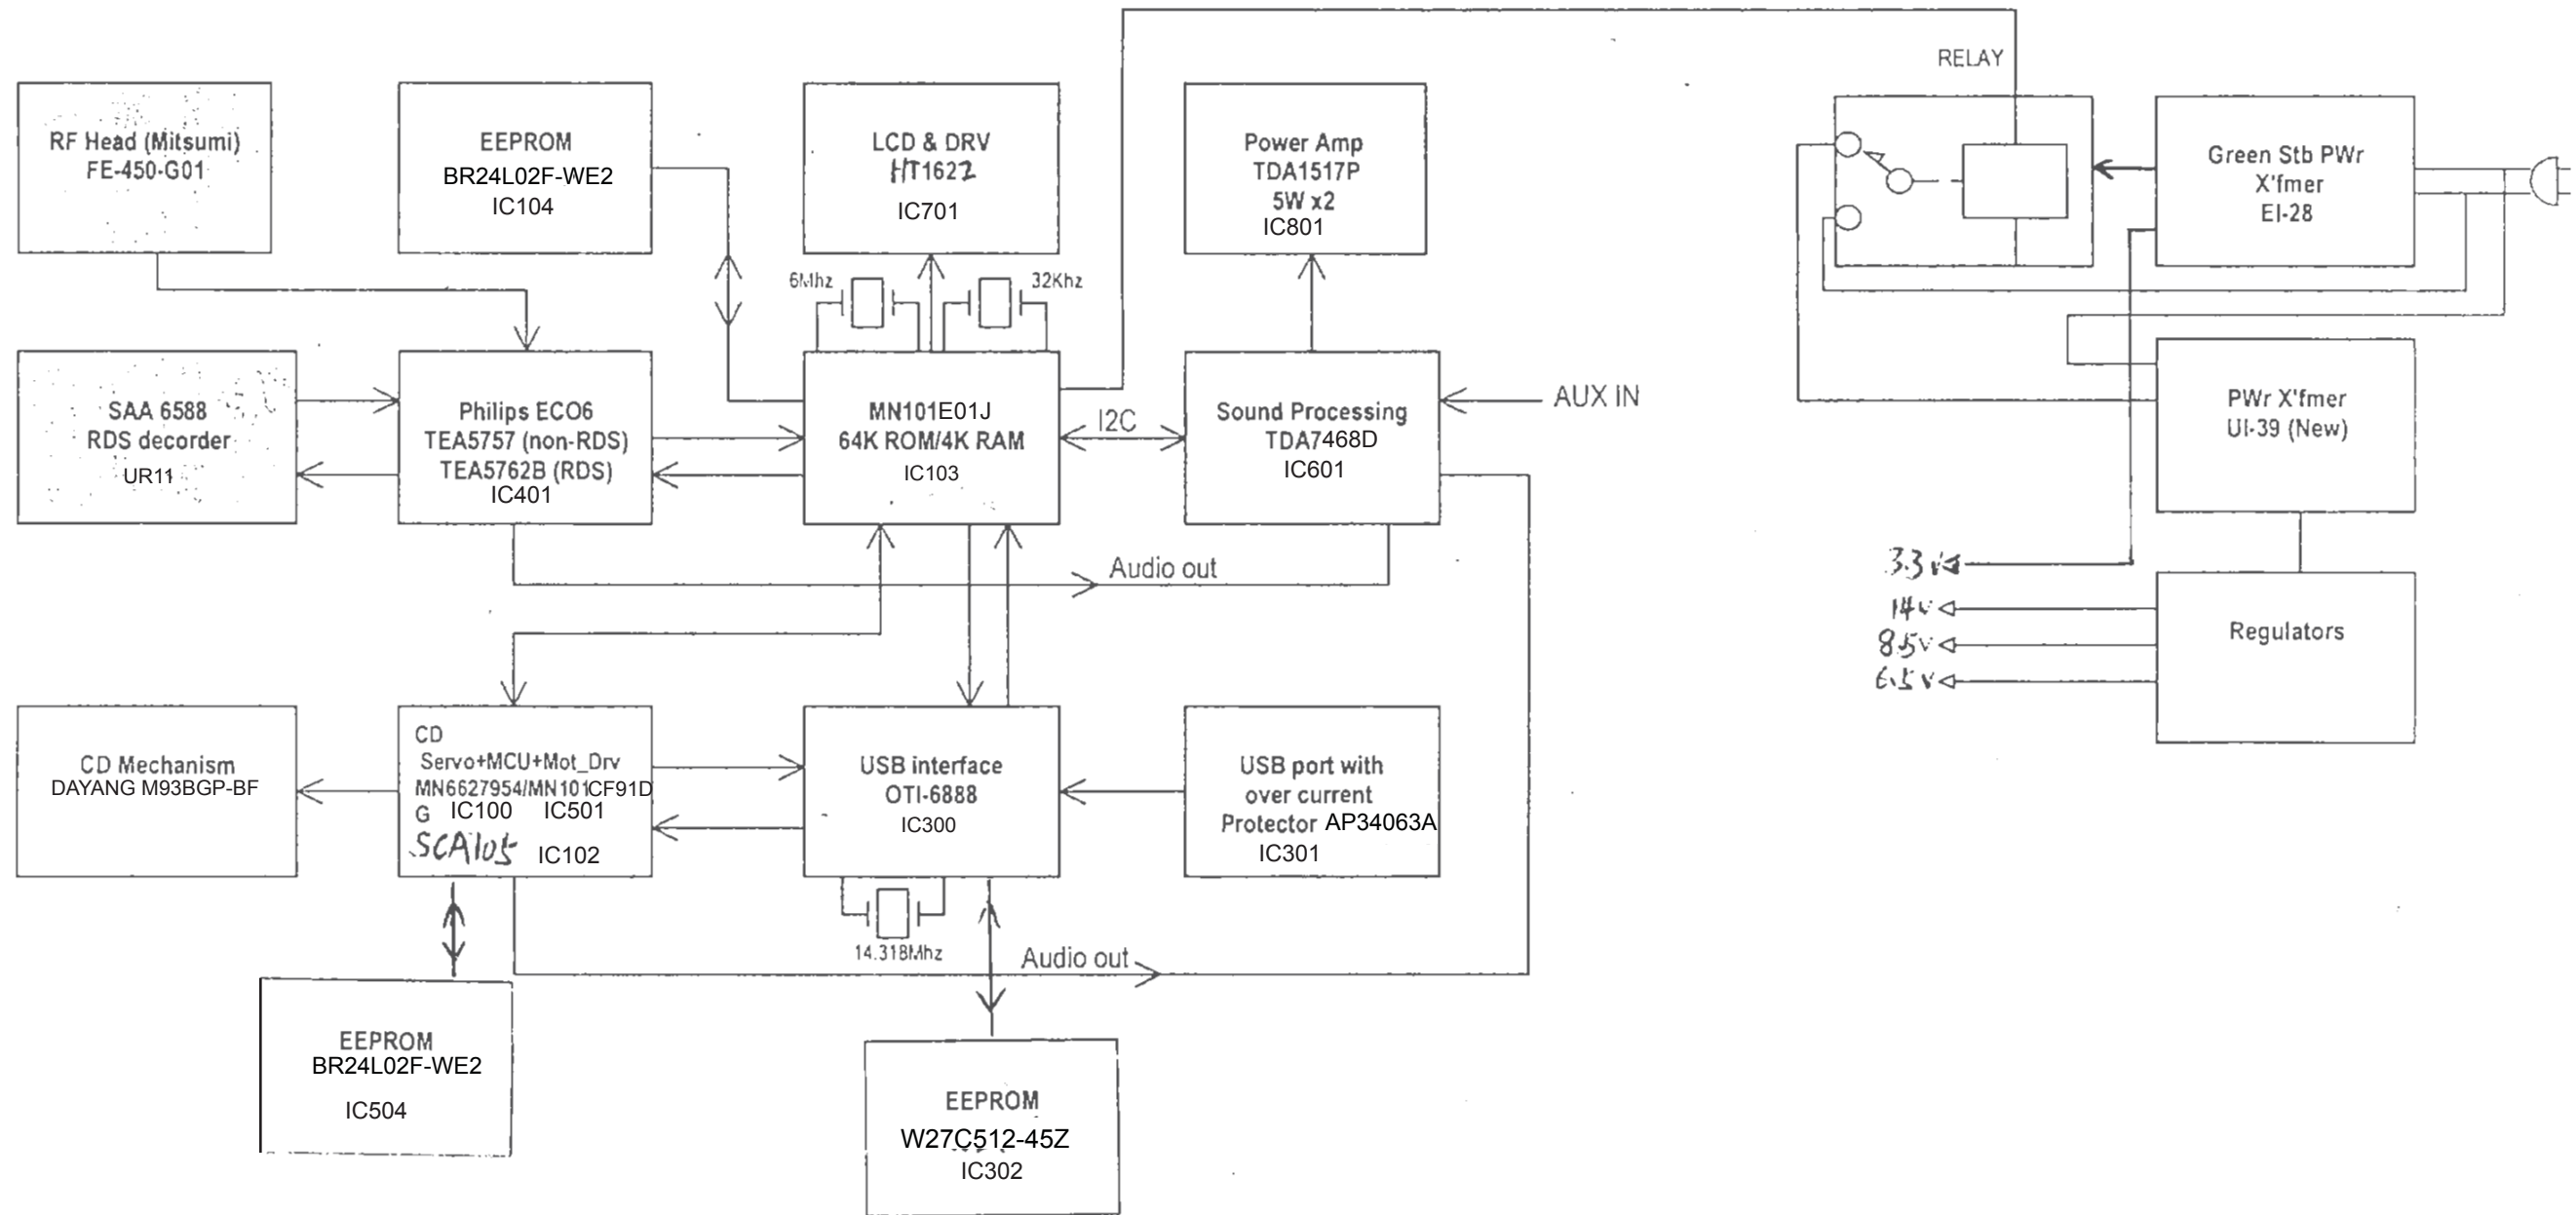 RELAY
RF Head (Mitsumi)
FE-450-G01
EEPROM
BR24L02F-WE2
IC104
LCD & DRV
HT1622
IC701
Power Amp
TDA1517P
5W x2
IC801
Green Stb PWr
X'fmer
EI-28
6Mhz
32Khz
SAA 6588
RDS decorder
UR11
Philips ECO6
TEA5757 (non-RDS)
TEA5762B (RDS)
IC401
MN101E01J
64K ROM/4K RAM
IC103
I2C
Sound Processing
TDA7468D
IC601
AUX IN
PWr X'fmer
UI-39 (New)
Audio out
3.3v
14v
8.5v
6.5v
Regulators
CD Mechanism
DAYANG M93BGP-BF
CD
Servo+MCU+Mot_Drv
MN6627954/MN101CF91D
G IC100 IC501
SCA105 IC102
USB interface
OTI-6888
IC300
USB port with
over current
Protector AP34063A
IC301
14.318Mhz
Audio out
EEPROM
BR24L02F-WE2
IC504
EEPROM
W27C512-45Z
IC302